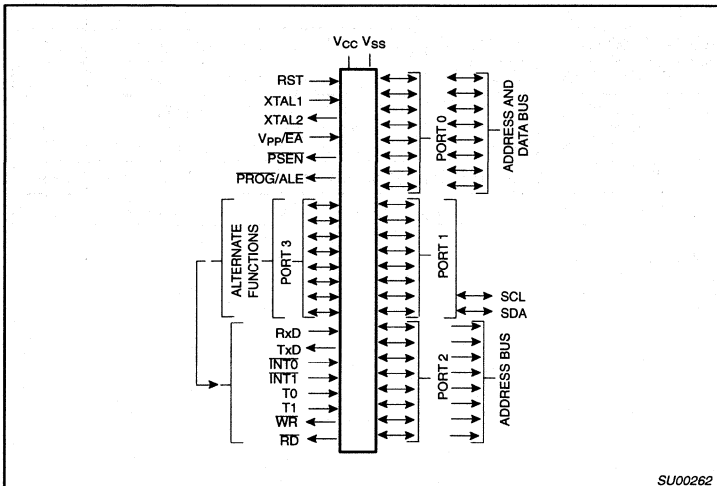 VCC VSS
RST
XTAL1
XTAL2
VPP/EA
PSEN
PROG/ALE
PORT 0
ADDRESS AND
DATA BUS
ALTERNATE
FUNCTIONS
PORT 3
PORT 1
SCL
SDA
RxD
TxD
INT0
INT1
T0
T1
WR
RD
PORT 2
ADDRESS BUS
SU00262